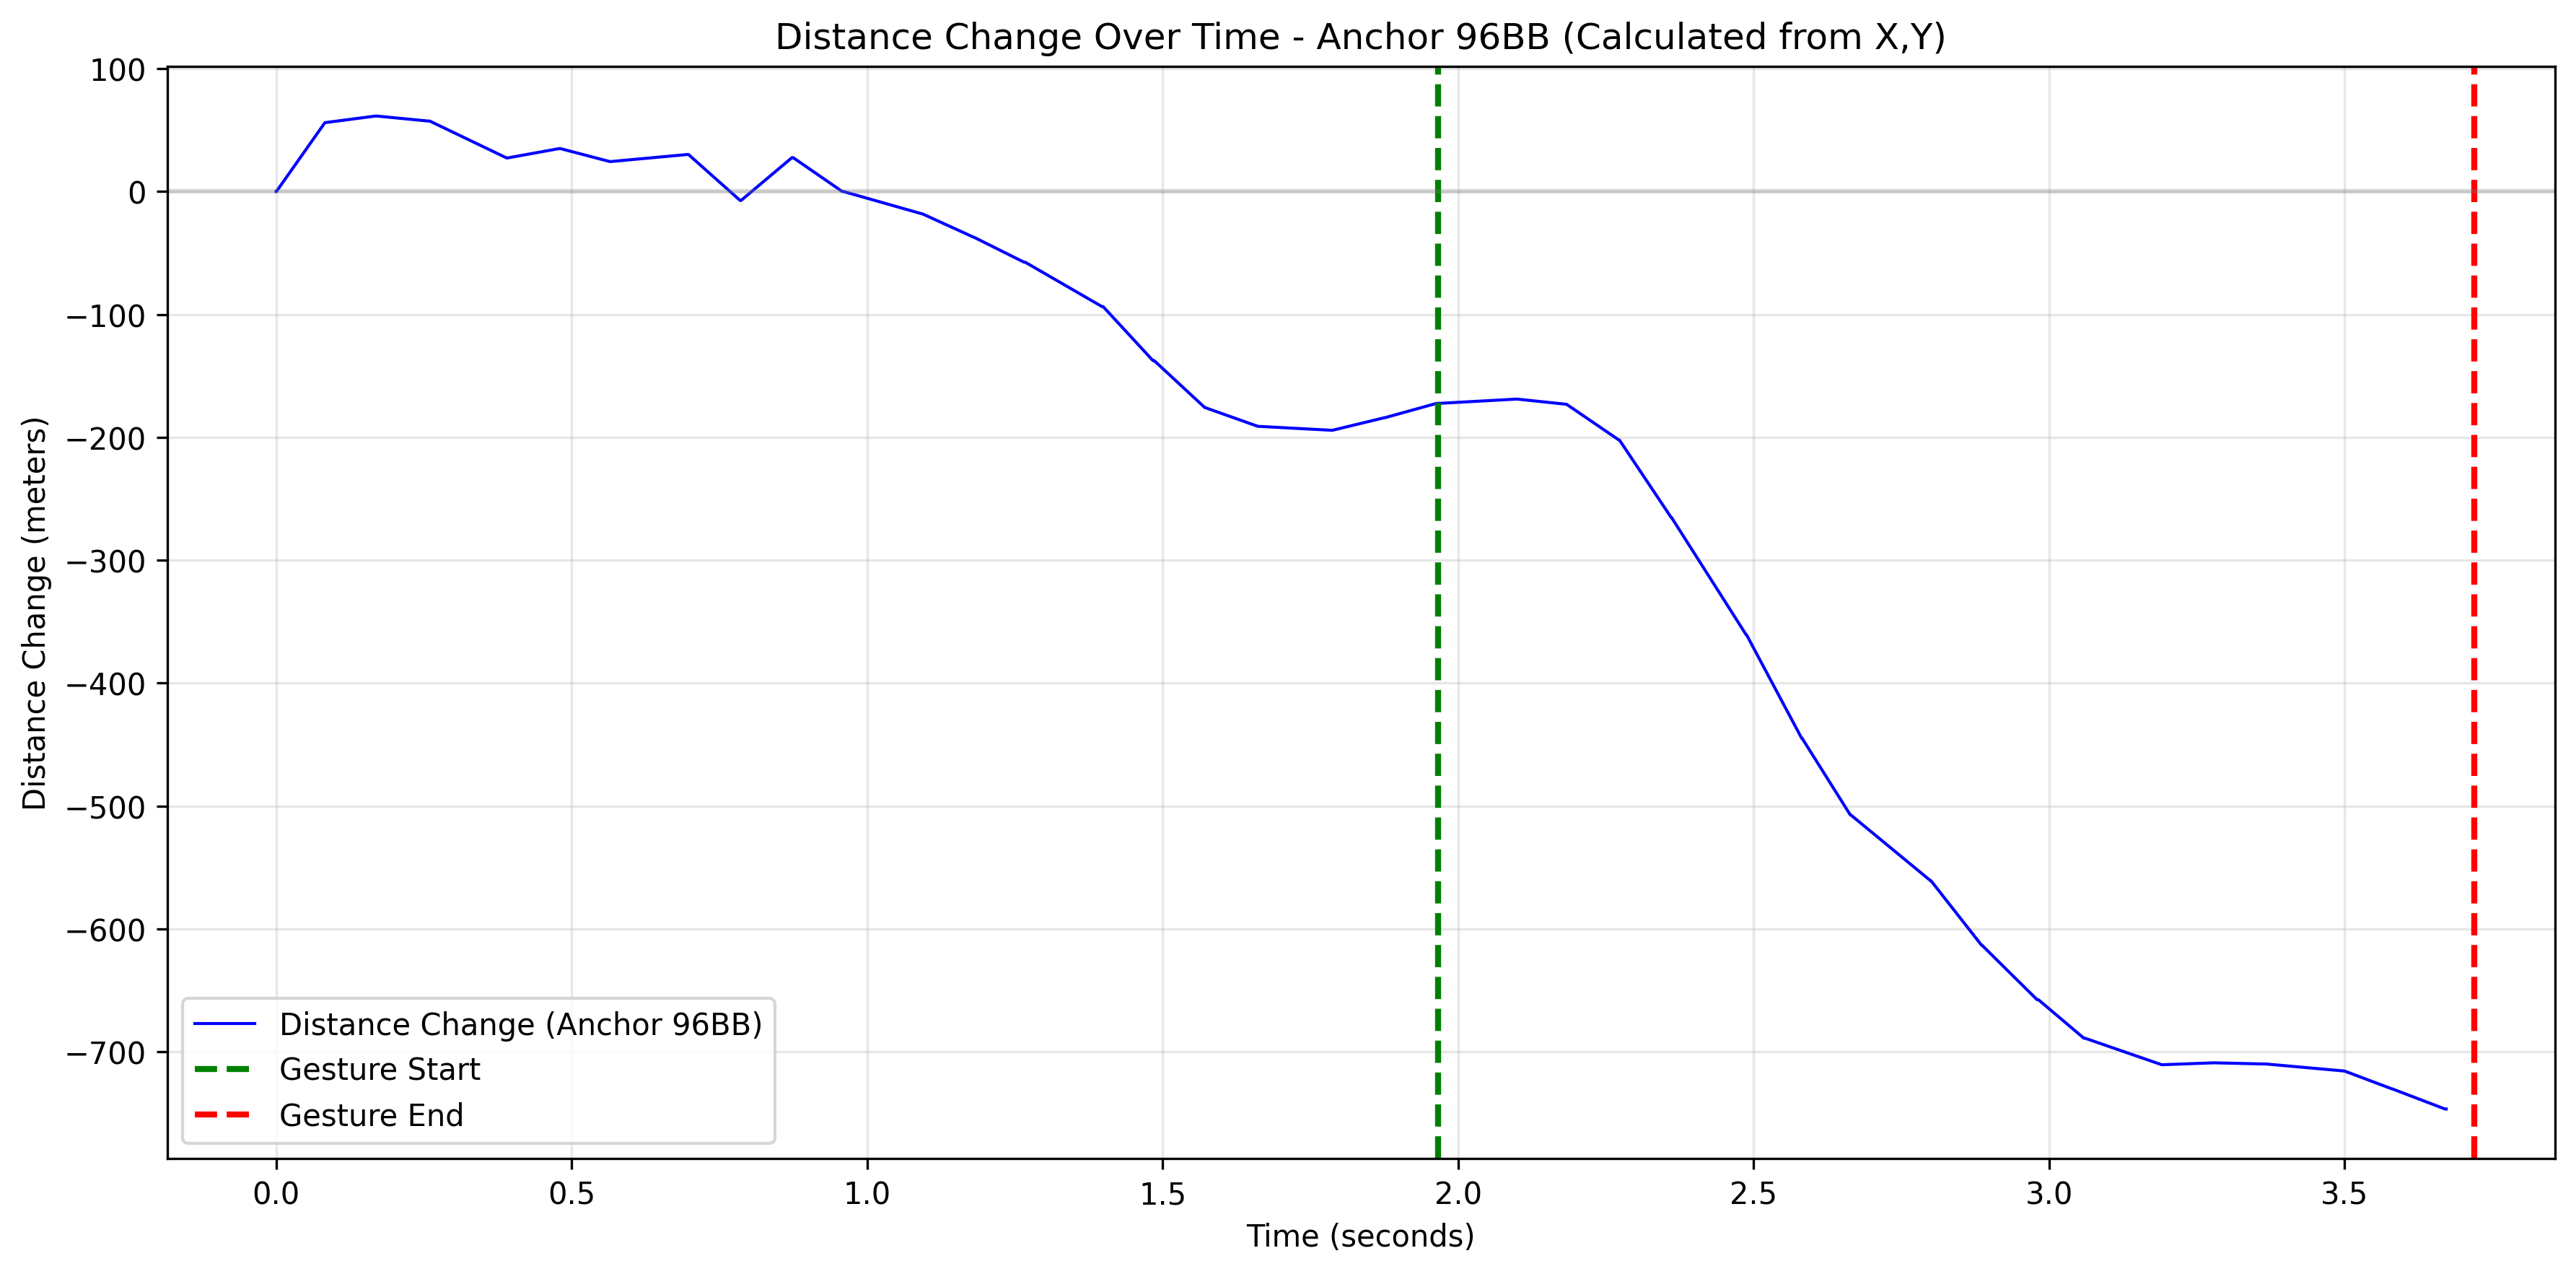 Distance Change Over Time - Anchor 96BB (Calculated from X,Y)
Distance Change (meters)
100
0
−100
−200
−300
−400
−500
−600
−700
Distance Change (Anchor 96BB)
Gesture Start
Gesture End
0.0 0.5 1.0 1.5 2.0 2.5 3.0 3.5
Time (seconds)